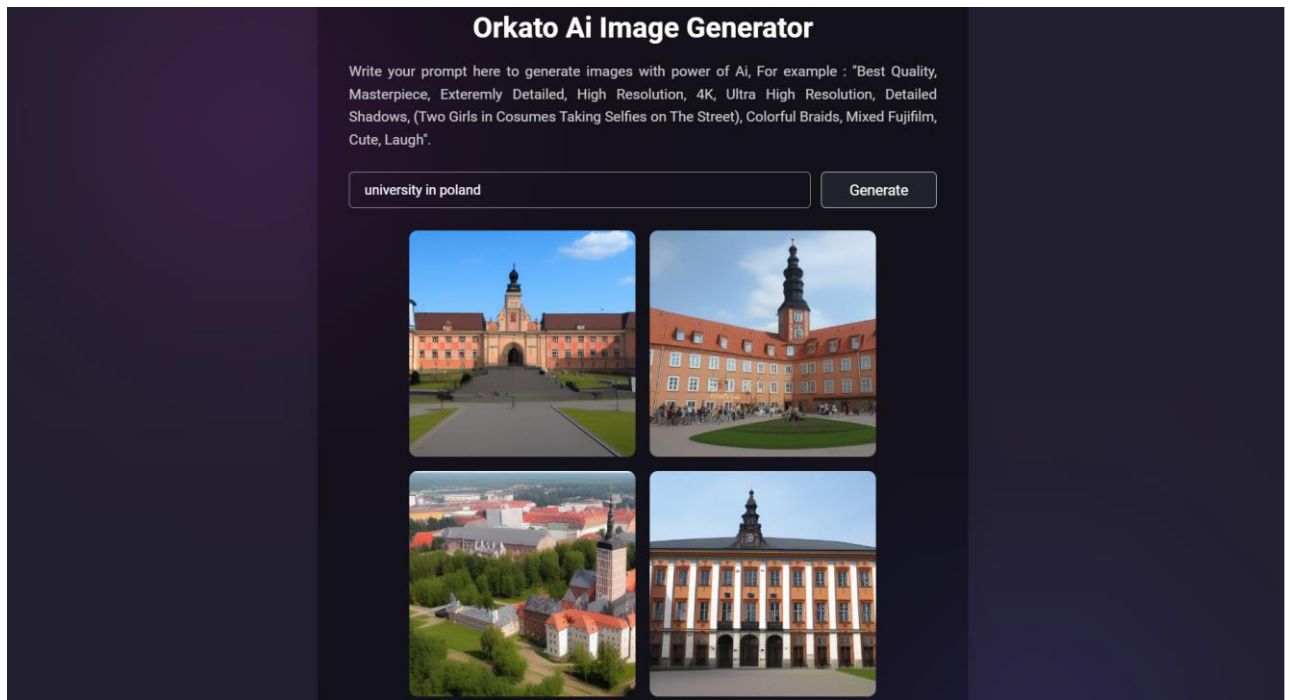 Orkato Ai Image Generator
Write your prompt here to generate images with power of Ai, For example : "Best Quality,
Masterpiece, Exteremly Detailed, High Resolution, 4K, Ultra High Resolution, Detailed
Shadows, (Two Girls in Cosumes Taking Selfies on The Street), Colorful Braids, Mixed Fujifilm,
Cute, Laugh".
university in poland
Generate